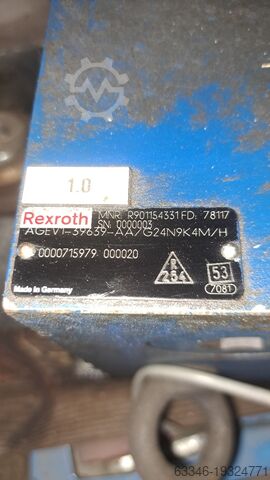 1.0
Rexroth
MNR: R901154331 FD: 78117
SN: 0000003
AGEV1-39639-AA/G24N9K4M/H
0000715979 000020
264
53
7081
Made in Germany
63346-19324771